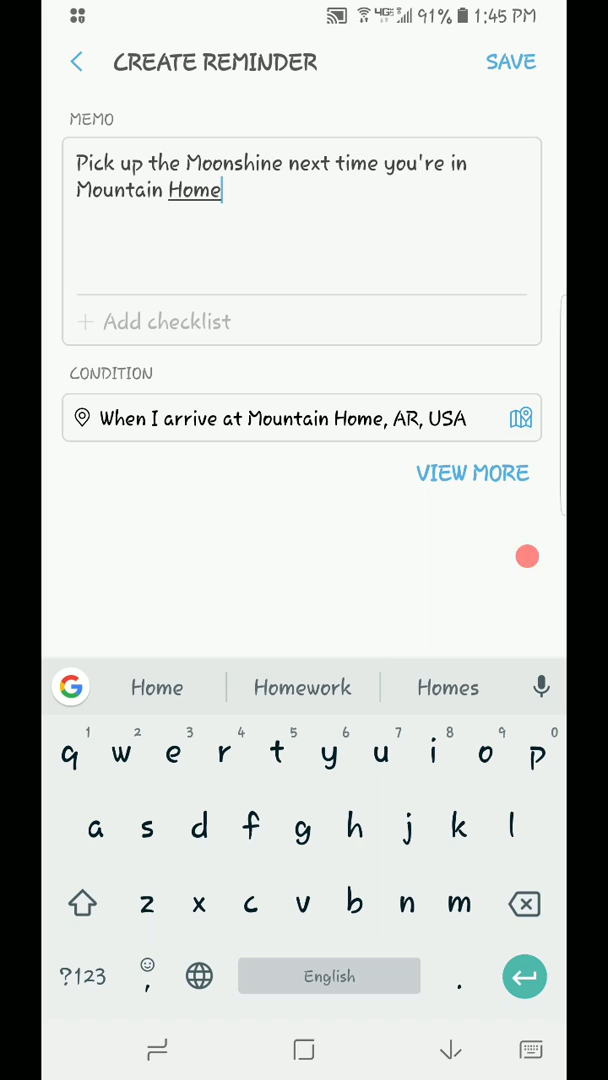 91% 1:45 PM
CREATE REMINDER SAVE
MEMO
Pick up the Moonshine next time you're in
Mountain Home
+ Add checklist
CONDITION
When I arrive at Mountain Home, AR, USA
VIEW MORE
G Home Homework Homes
1 2 3 4 5 6 7 8 9 0
q w e r t y u i o p
a s d f g h j k l
z x c v b n m
?123 , English .